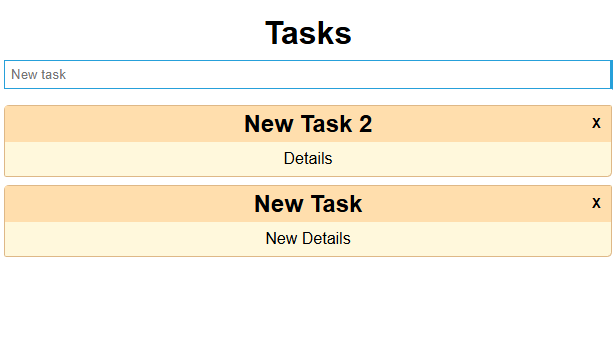 Tasks
New task
New Task 2 X
Details
New Task X
New Details